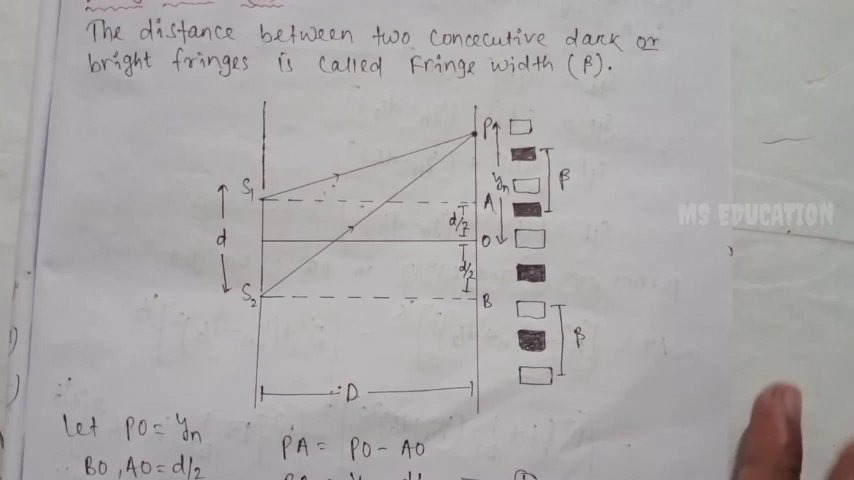 The distance between two concecutive dark or
bright fringes is called Fringe width (β).
P
S1
yn
β
A
d/2
d
O
d/2
S2
B
β
D
MS EDUCATION
Let PO = yn
PA = PO - AO
BO, AO = d/2